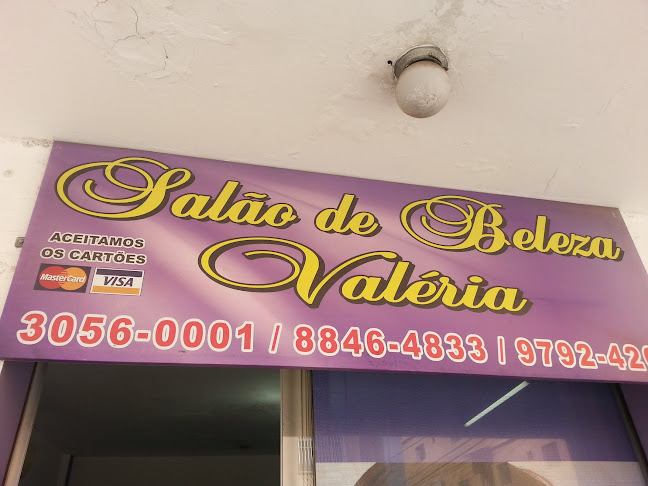 Salão de Beleza
Valéria
ACEITAMOS
OS CARTÕES
MasterCard VISA
3056-0001 / 8846-4833 | 9792-42